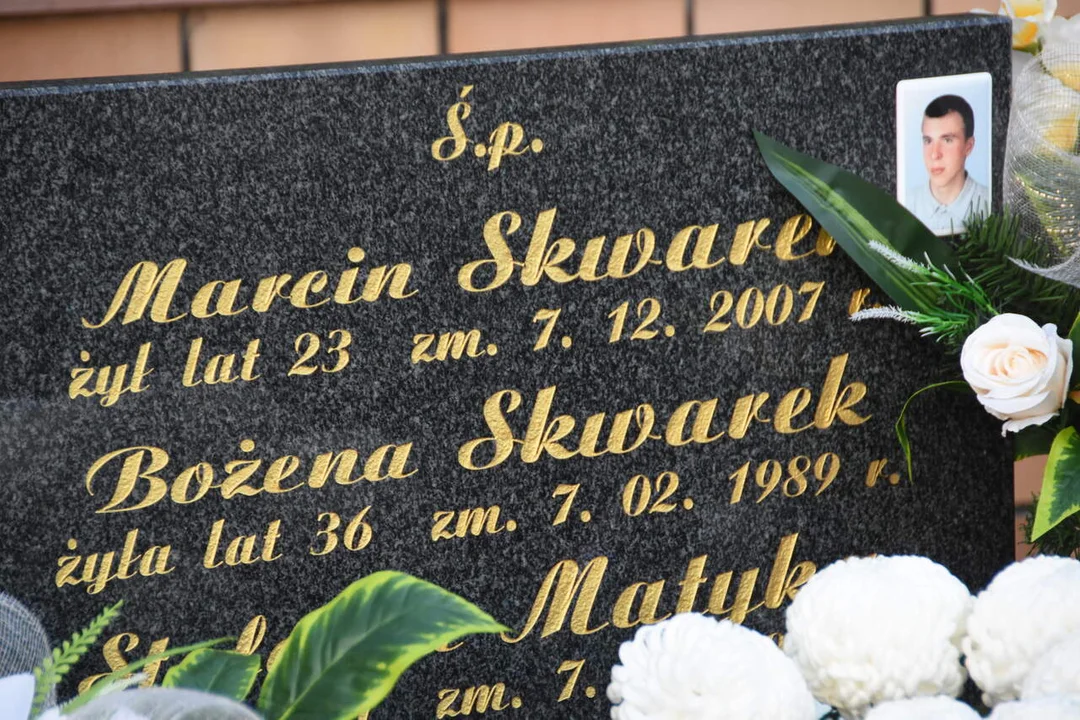 Ś.p.
Marcin Skwarek
żył lat 23 zm. 7. 12. 2007 r.
Bożena Skwarek
żyła lat 36 zm. 7. 02. 1989 r.
zm. 7.